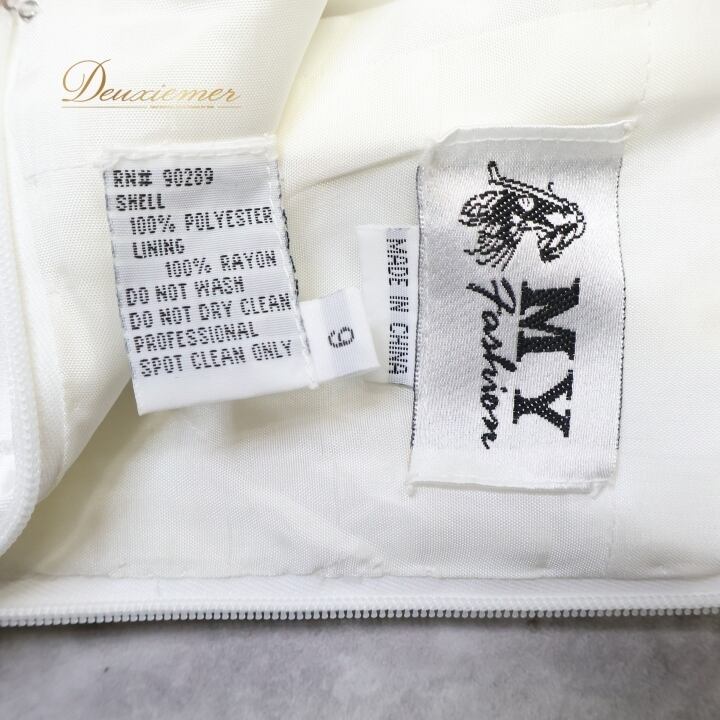 Deuxiemer
RN# 90289
SHELL
100% POLYESTER
LINING
100% RAYON
DO NOT WASH
DO NOT DRY CLEAN
PROFESSIONAL
SPOT CLEAN ONLY
9
MADE IN CHINA
MY
Fashion